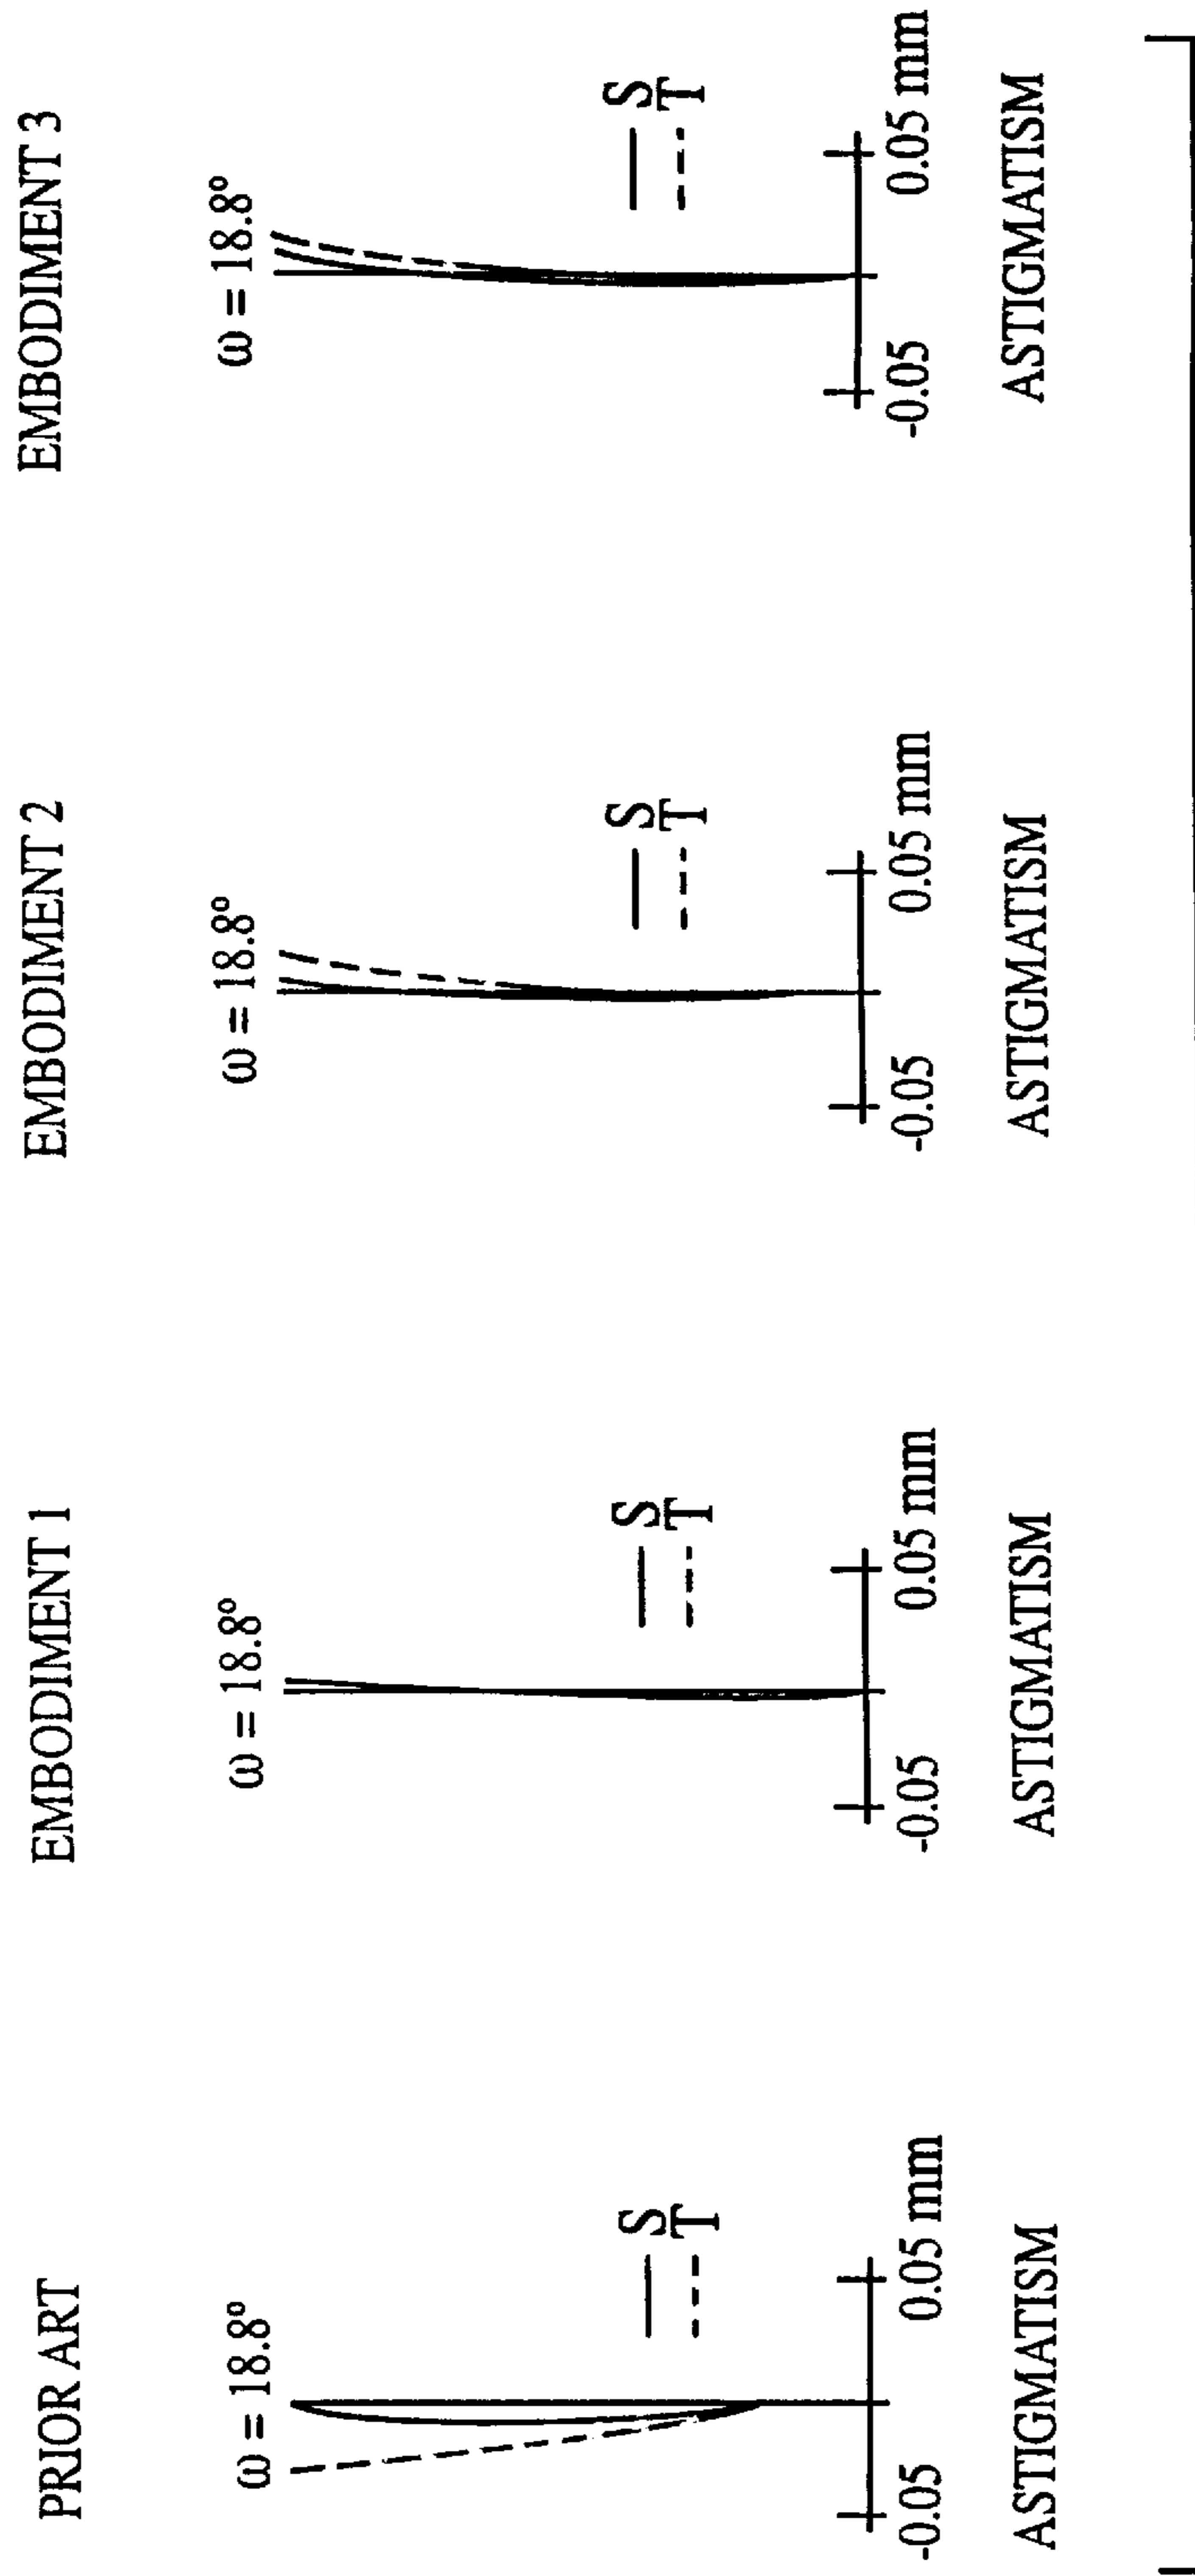 PRIOR ART
ω = 18.8°
S
T
-0.05
0.05 mm
ASTIGMATISM
EMBODIMENT 1
ω = 18.8°
S
T
-0.05
0.05 mm
ASTIGMATISM
EMBODIMENT 2
ω = 18.8°
S
T
-0.05
0.05 mm
ASTIGMATISM
EMBODIMENT 3
ω = 18.8°
S
T
-0.05
0.05 mm
ASTIGMATISM